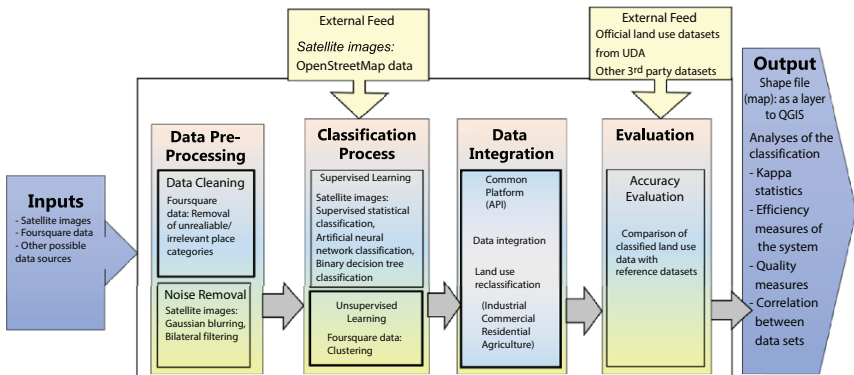 External Feed
Satellite images:
OpenStreetMap data
External Feed
Official land use datasets
from UDA
Other 3rd party datasets
Inputs
- Satellite images
- Foursquare data
- Other possible
data sources
Data Pre-
Processing
Data Cleaning
Foursquare
data: Removal
of unrealiable/
irrelevant place
categories
Noise Removal
Satellite images:
Gaussian blurring,
Bilateral filtering
Classification
Process
Supervised Learning
Satellite images:
Supervised statistical
classification,
Artificial neural
network classification,
Binary decision tree
classification
Unsupervised
Learning
Foursquare data:
Clustering
Data
Integration
Common
Platform
(API)
Data integration
Land use
reclassification
(Industrial
Commercial
Residential
Agriculture)
Evaluation
Accuracy
Evaluation
Comparison of
classified land use
data with
reference datasets
Output
Shape file
(map): as a layer
to QGIS
Analyses of the
classification
- Kappa
statistics
- Efficiency
measures of
the system
- Quality
measures
- Correlation
between
data sets